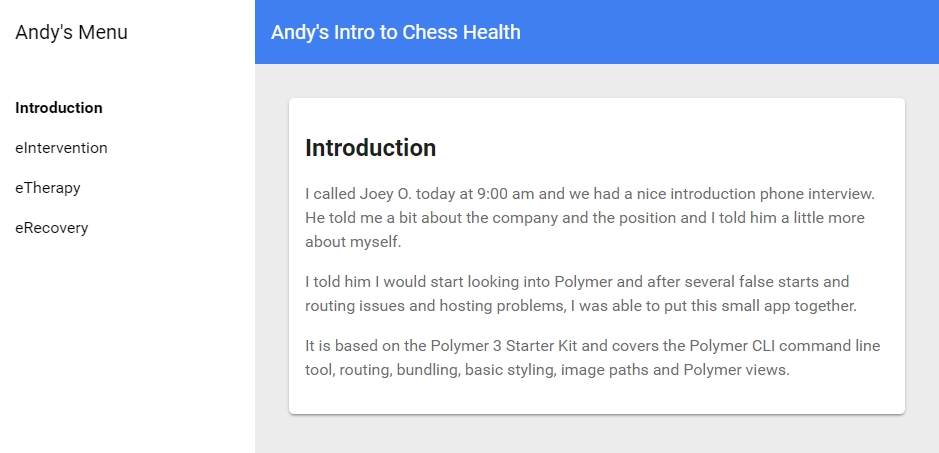 Andy's Menu
Andy's Intro to Chess Health
Introduction
eIntervention
eTherapy
eRecovery
Introduction
I called Joey O. today at 9:00 am and we had a nice introduction phone interview.
He told me a bit about the company and the position and I told him a little more
about myself.
I told him I would start looking into Polymer and after several false starts and
routing issues and hosting problems, I was able to put this small app together.
It is based on the Polymer 3 Starter Kit and covers the Polymer CLI command line
tool, routing, bundling, basic styling, image paths and Polymer views.